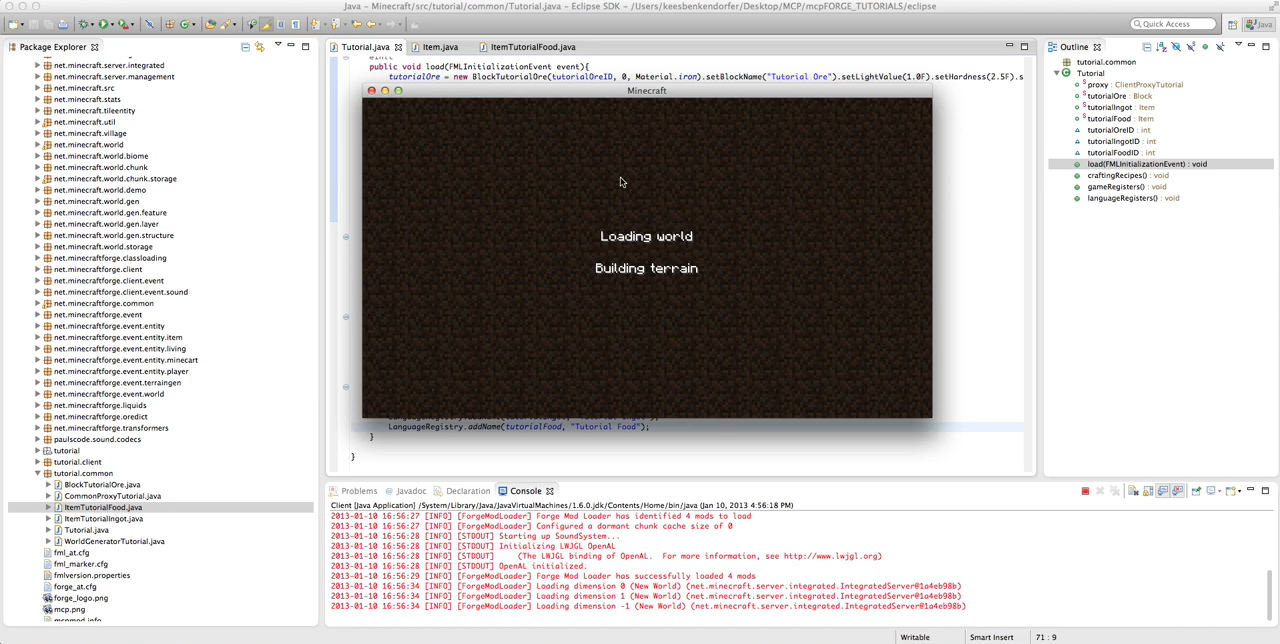 Java - Minecraft/src/tutorial/common/Tutorial.java - Eclipse SDK - /Users/keesbenkendorfer/Desktop/MCP/mcpFORGE_TUTORIALS/eclipse
Quick Access
Java
Package Explorer
net.minecraft.server.integrated
net.minecraft.server.management
net.minecraft.src
net.minecraft.stats
net.minecraft.tileentity
net.minecraft.util
net.minecraft.village
net.minecraft.world
net.minecraft.world.biome
net.minecraft.world.chunk
net.minecraft.world.chunk.storage
net.minecraft.world.demo
net.minecraft.world.gen
net.minecraft.world.gen.feature
net.minecraft.world.gen.layer
net.minecraft.world.gen.structure
net.minecraft.world.storage
net.minecraftforge.classloading
net.minecraftforge.client
net.minecraftforge.client.event
net.minecraftforge.client.event.sound
net.minecraftforge.common
net.minecraftforge.event
net.minecraftforge.event.entity
net.minecraftforge.event.entity.item
net.minecraftforge.event.entity.living
net.minecraftforge.event.entity.minecart
net.minecraftforge.event.entity.player
net.minecraftforge.event.terraingen
net.minecraftforge.event.world
net.minecraftforge.liquids
net.minecraftforge.oredict
net.minecraftforge.transformers
paulscode.sound.codecs
tutorial
tutorial.client
tutorial.common
BlockTutorialOre.java
CommonProxyTutorial.java
ItemTutorialFood.java
ItemTutorialIngot.java
Tutorial.java
WorldGeneratorTutorial.java
fml_at.cfg
fml_marker.cfg
fmlversion.properties
forge_at.cfg
forge_logo.png
mcp.png
mcpmod.info
Tutorial.java
Item.java
ItemTutorialFood.java
@Init
public void load(FMLInitializationEvent event){
tutorialOre = new BlockTutorialOre(tutorialOreID, 0, Material.iron).setBlockName("Tutorial Ore").setLightValue(1.0F).setHardness(2.5F).s
Minecraft
Loading world
Building terrain
LanguageRegistry.addName(tutorialFood, "Tutorial Food");
}
}
Outline
tutorial.common
Tutorial
proxy : ClientProxyTutorial
tutorialOre : Block
tutorialIngot : Item
tutorialFood : Item
tutorialOreID : int
tutorialIngotID : int
tutorialFoodID : int
load(FMLInitializationEvent) : void
craftingRecipes() : void
gameRegisters() : void
languageRegisters() : void
Problems
Javadoc
Declaration
Console
Client [Java Application] /System/Library/Java/JavaVirtualMachines/1.6.0.jdk/Contents/Home/bin/java (Jan 10, 2013 4:56:18 PM)
2013-01-10 16:56:27 [INFO] [ForgeModLoader] Forge Mod Loader has identified 4 mods to load
2013-01-10 16:56:27 [INFO] [ForgeModLoader] Configured a dormant chunk cache size of 0
2013-01-10 16:56:28 [INFO] [STDOUT] Starting up SoundSystem...
2013-01-10 16:56:28 [INFO] [STDOUT] Initializing LWJGL OpenAL
2013-01-10 16:56:28 [INFO] [STDOUT] (The LWJGL binding of OpenAL. For more information, see http://www.lwjgl.org)
2013-01-10 16:56:28 [INFO] [STDOUT] OpenAL initialized.
2013-01-10 16:56:29 [INFO] [ForgeModLoader] Forge Mod Loader has successfully loaded 4 mods
2013-01-10 16:56:34 [INFO] [ForgeModLoader] Loading dimension 0 (New World) (net.minecraft.server.integrated.IntegratedServer@1a4eb98b)
2013-01-10 16:56:34 [INFO] [ForgeModLoader] Loading dimension 1 (New World) (net.minecraft.server.integrated.IntegratedServer@1a4eb98b)
2013-01-10 16:56:34 [INFO] [ForgeModLoader] Loading dimension -1 (New World) (net.minecraft.server.integrated.IntegratedServer@1a4eb98b)
Writable
Smart Insert
71 : 9